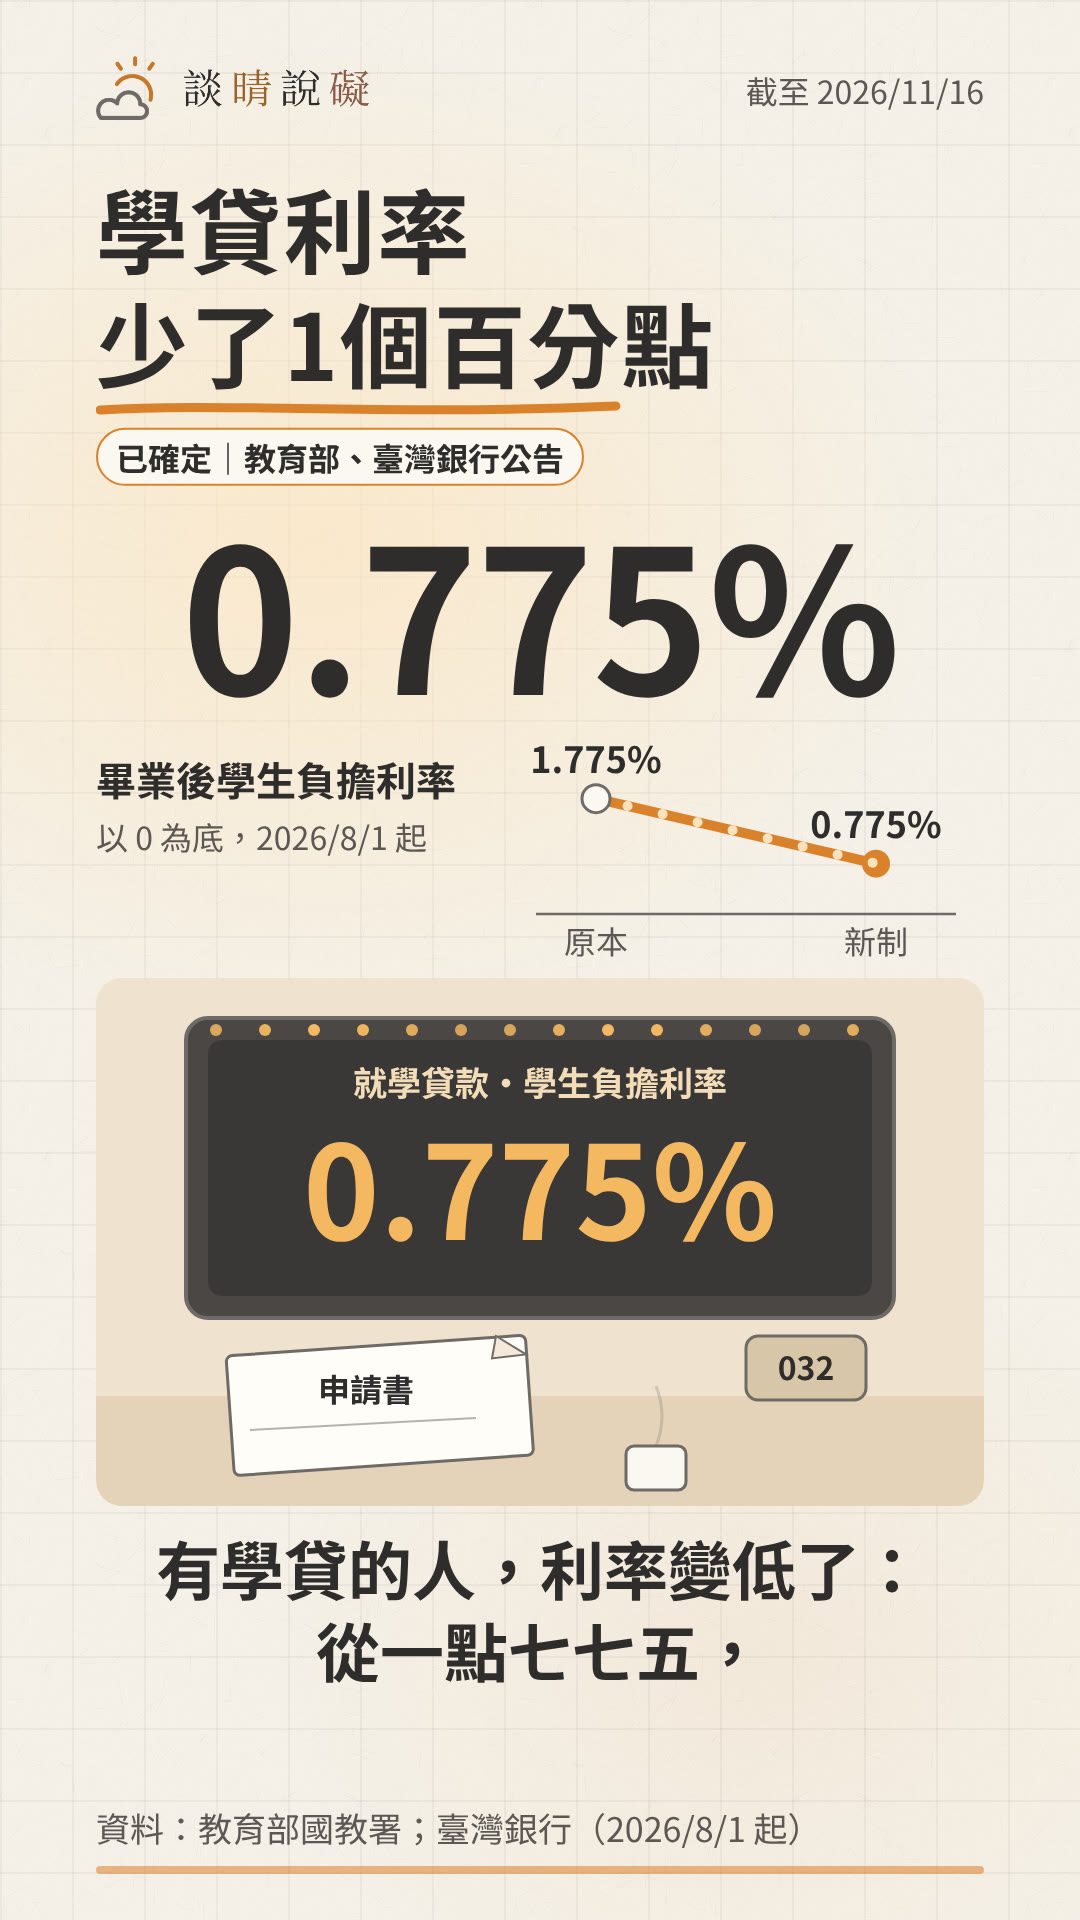 談晴說礙
截至 2026/11/16
學貸利率
少了1個百分點
已確定｜教育部、臺灣銀行公告
0.775%
畢業後學生負擔利率
以 0 為底，2026/8/1 起
1.775%
0.775%
原本
新制
就學貸款・學生負擔利率
0.775%
申請書
032
有學貸的人，利率變低了：
從一點七七五，
資料：教育部國教署；臺灣銀行（2026/8/1 起）